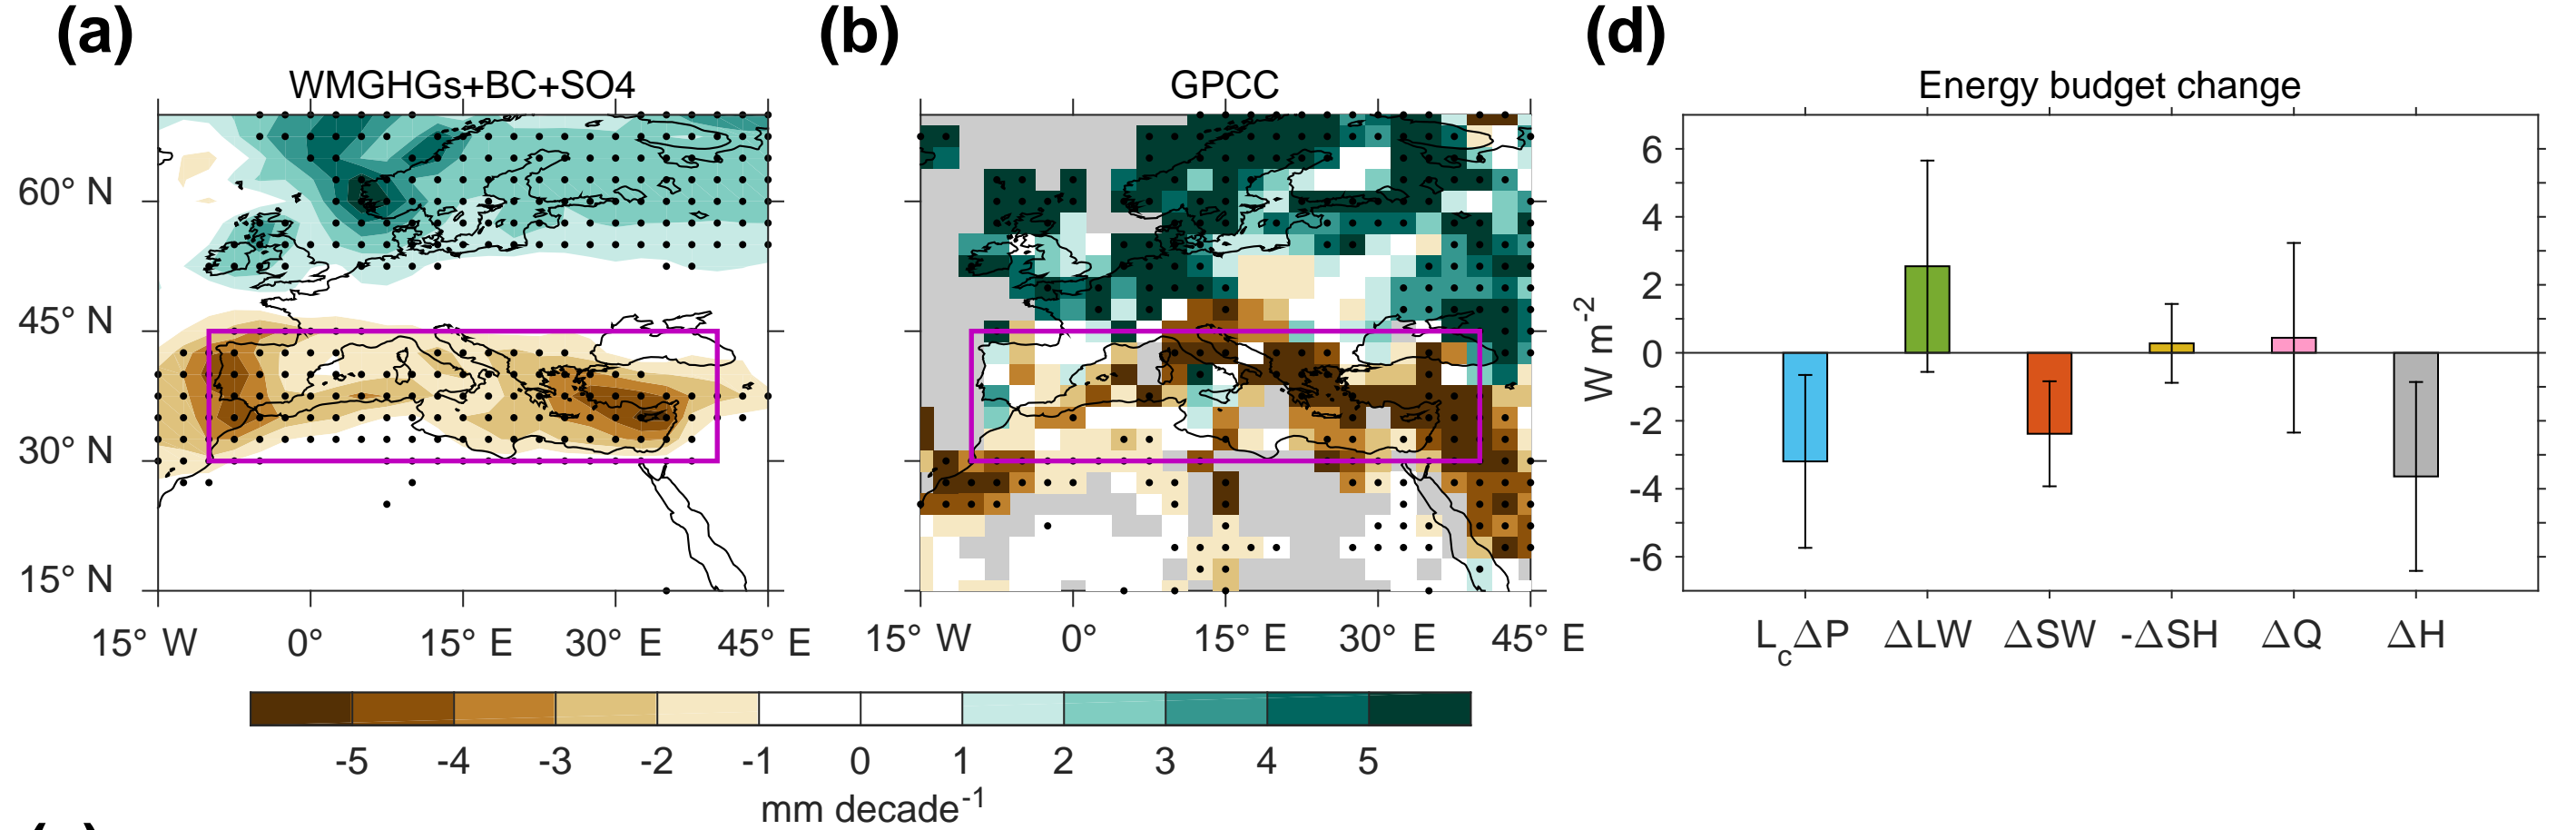 (a)
(b)
(d)
WMGHGs+BC+SO4
GPCC
Energy budget change
60° N
45° N
30° N
15° N
15° W
0°
15° E
30° E
45° E
15° W
0°
15° E
30° E
45° E
-5
-4
-3
-2
-1
0
1
2
3
4
5
mm decade⁻¹
W m⁻²
6
4
2
0
-2
-4
-6
L_cΔP
ΔLW
ΔSW
-ΔSH
ΔQ
ΔH